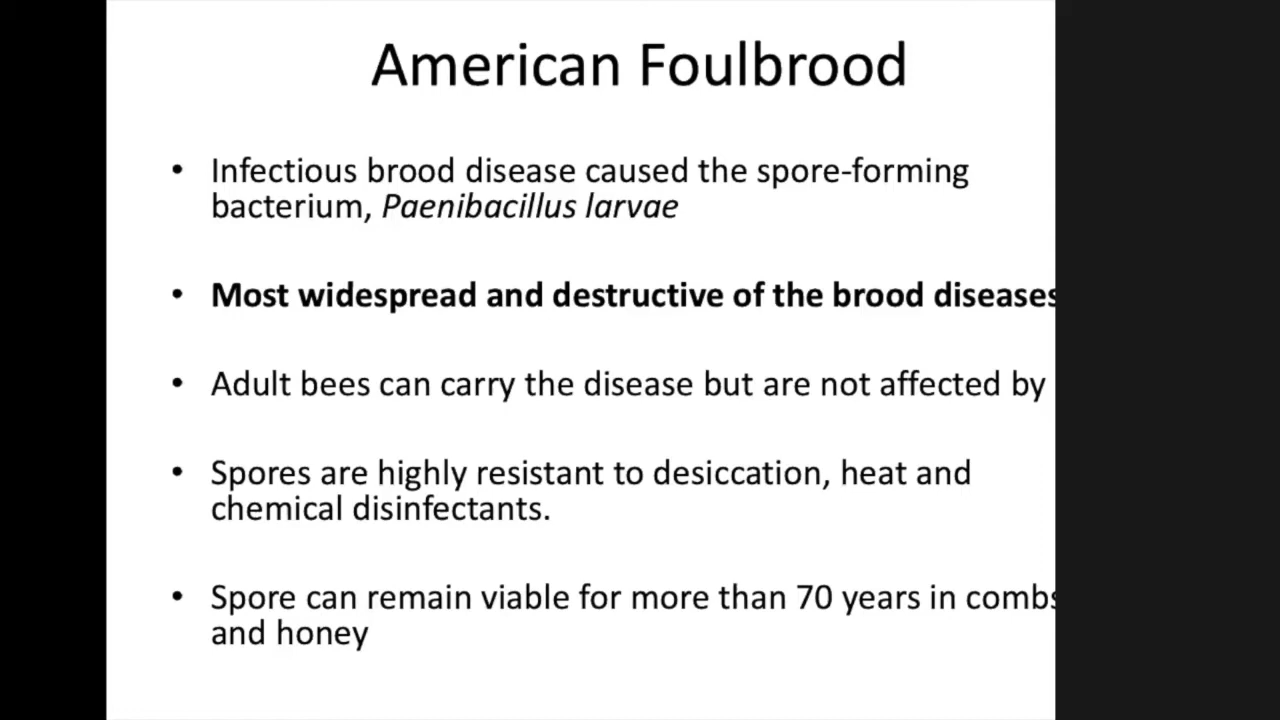 American Foulbrood
• Infectious brood disease caused the spore-forming
bacterium, Paenibacillus larvae
• Most widespread and destructive of the brood diseases
• Adult bees can carry the disease but are not affected by
• Spores are highly resistant to desiccation, heat and
chemical disinfectants.
• Spore can remain viable for more than 70 years in combs
and honey